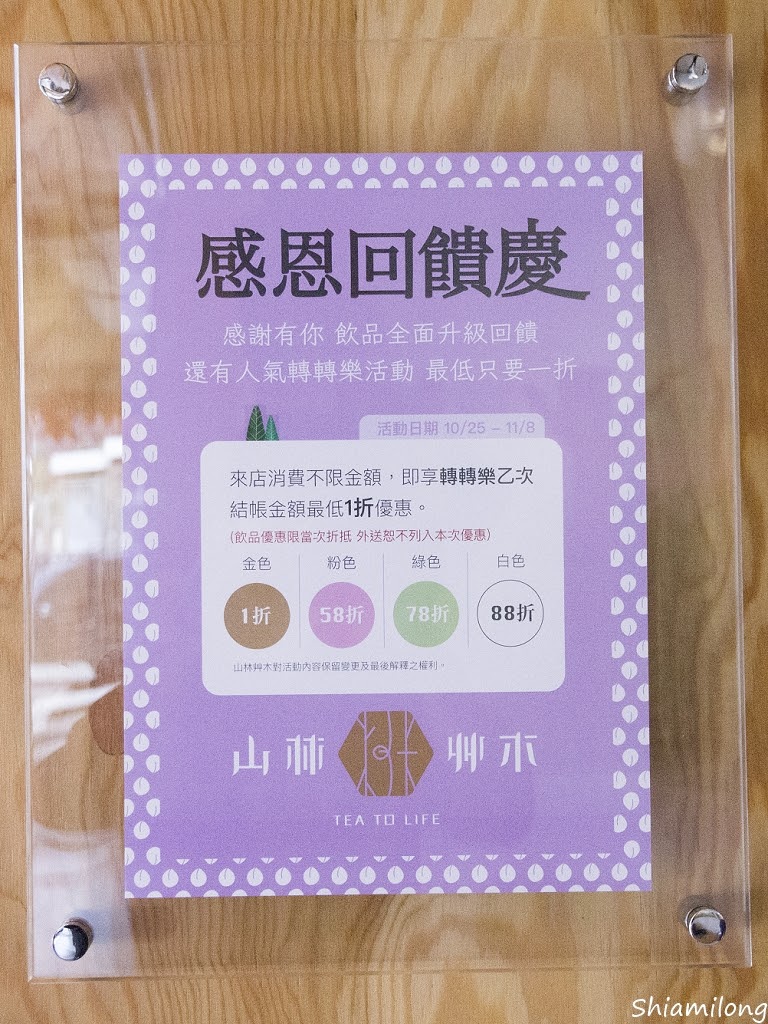 感恩回饋慶
感謝有你 飲品全面升級回饋
還有人氣轉轉樂活動 最低只要一折
活動日期 10/25 – 11/8
來店消費不限金額，即享轉轉樂乙次
結帳金額最低1折優惠。
(飲品優惠限當次折抵 外送恕不列入本次優惠)
金色 粉色 綠色 白色
1折 58折 78折 88折
山林艸木對活動內容保留變更及最後解釋之權利。
山林 艸木
TEA TO LIFE
Shiamilong